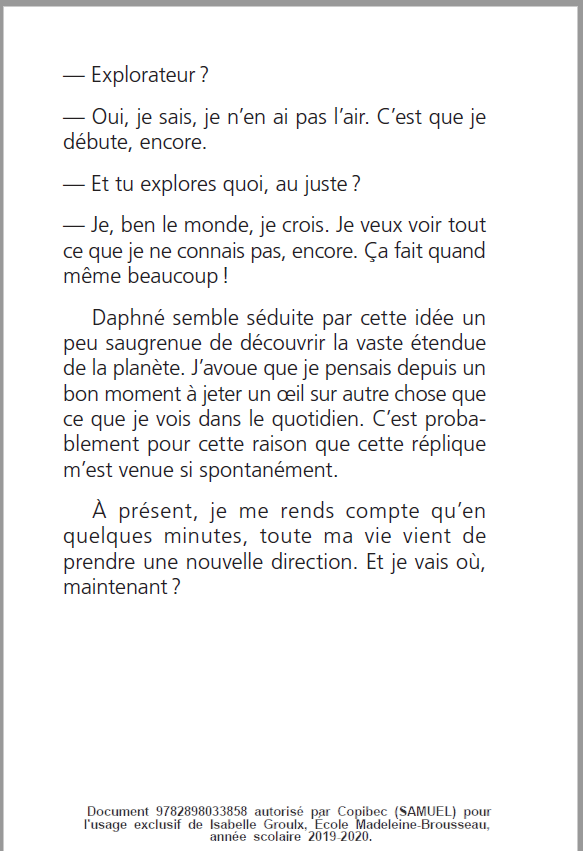 — Explorateur ?
— Oui, je sais, je n’en ai pas l’air. C’est que je
débute, encore.
— Et tu explores quoi, au juste ?
— Je, ben le monde, je crois. Je veux voir tout
ce que je ne connais pas, encore. Ça fait quand
même beaucoup !
Daphné semble séduite par cette idée un
peu saugrenue de découvrir la vaste étendue
de la planète. J’avoue que je pensais depuis un
bon moment à jeter un œil sur autre chose que
ce que je vois dans le quotidien. C’est proba-
blement pour cette raison que cette réplique
m’est venue si spontanément.
À présent, je me rends compte qu’en
quelques minutes, toute ma vie vient de
prendre une nouvelle direction. Et je vais où,
maintenant ?
Document 9782898033858 autorisé par Copibec (SAMUEL) pour
l'usage exclusif de Isabelle Groulx, École Madeleine-Brousseau,
année scolaire 2019-2020.